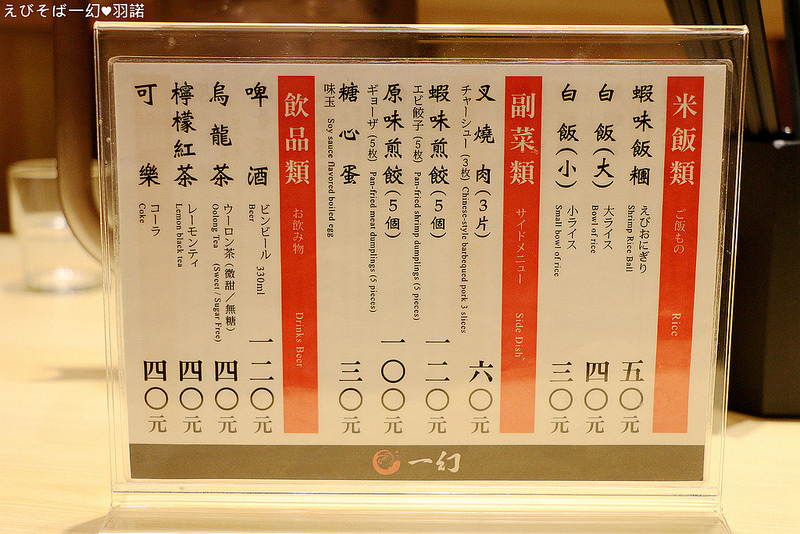 えびそば一幻♥羽諾
米飯類 ご飯もの Rice
蝦味飯糰 えびおにぎり Shrimp Rice Ball 五〇元
白飯(大) 大ライス Bowl of rice 四〇元
白飯(小) 小ライス Small bowl of rice 三〇元
副菜類 サイドメニュー Side Dish
叉燒肉(3片) チャーシュー(3枚) Chinese-style barbequed pork 3 slices 六〇元
蝦味煎餃(5個) エビ餃子(5枚) Pan-fried shrimp dumplings (5 pieces) 一二〇元
原味煎餃(5個) ギョーザ(5枚) Pan-fried meat dumplings (5 pieces) 一〇〇元
糖心蛋 味玉 Soy sauce flavored boiled egg 三〇元
飲品類 お飲み物 Drinks Beer
啤酒 ビンビール 330ml Beer 一二〇元
烏龍茶 ウーロン茶(微甜/無糖) Oolong Tea (Sweet / Sugar Free) 四〇元
檸檬紅茶 レーモンティ Lemon Black tea 四〇元
可樂 コーラ Coke 四〇元
一幻